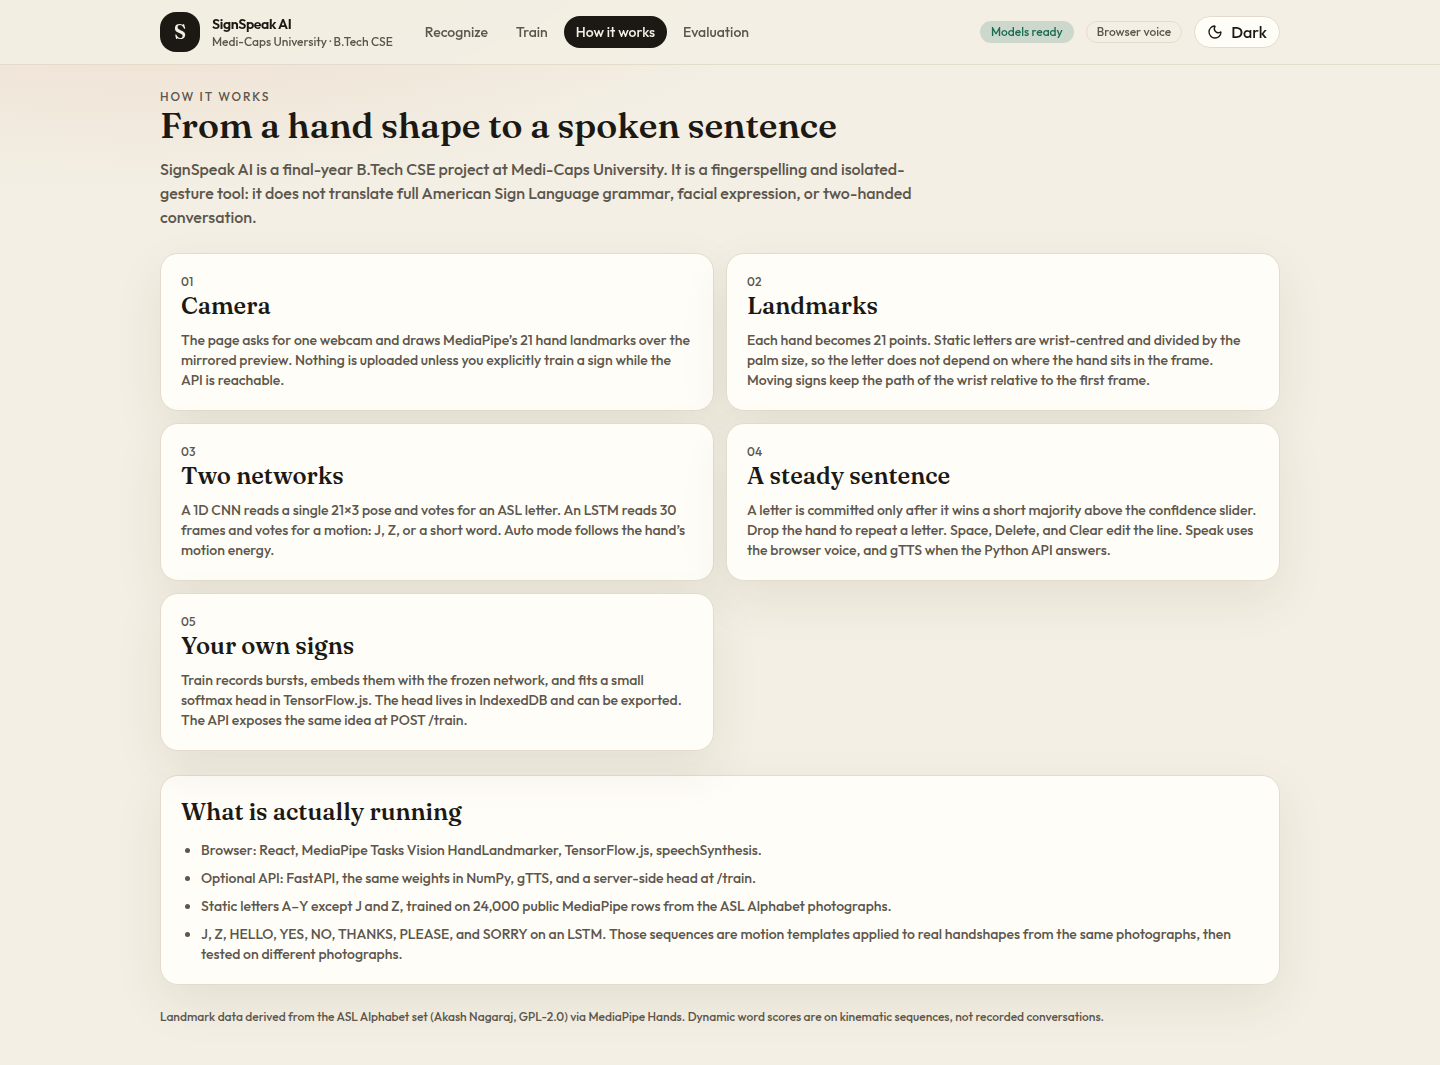 S
SignSpeak AI
Medi-Caps University · B.Tech CSE
Recognize
Train
How it works
Evaluation
Models ready
Browser voice
Dark
HOW IT WORKS
From a hand shape to a spoken sentence
SignSpeak AI is a final-year B.Tech CSE project at Medi-Caps University. It is a fingerspelling and isolated-
gesture tool: it does not translate full American Sign Language grammar, facial expression, or two-handed
conversation.
01
Camera
The page asks for one webcam and draws MediaPipe’s 21 hand landmarks over the
mirrored preview. Nothing is uploaded unless you explicitly train a sign while the
API is reachable.
02
Landmarks
Each hand becomes 21 points. Static letters are wrist-centred and divided by the
palm size, so the letter does not depend on where the hand sits in the frame.
Moving signs keep the path of the wrist relative to the first frame.
03
Two networks
A 1D CNN reads a single 21×3 pose and votes for an ASL letter. An LSTM reads 30
frames and votes for a motion: J, Z, or a short word. Auto mode follows the hand’s
motion energy.
04
A steady sentence
A letter is committed only after it wins a short majority above the confidence slider.
Drop the hand to repeat a letter. Space, Delete, and Clear edit the line. Speak uses
the browser voice, and gTTS when the Python API answers.
05
Your own signs
Train records bursts, embeds them with the frozen network, and fits a small
softmax head in TensorFlow.js. The head lives in IndexedDB and can be exported.
The API exposes the same idea at POST /train.
What is actually running
• Browser: React, MediaPipe Tasks Vision HandLandmarker, TensorFlow.js, speechSynthesis.
• Optional API: FastAPI, the same weights in NumPy, gTTS, and a server-side head at /train.
• Static letters A–Y except J and Z, trained on 24,000 public MediaPipe rows from the ASL Alphabet photographs.
• J, Z, HELLO, YES, NO, THANKS, PLEASE, and SORRY on an LSTM. Those sequences are motion templates applied to real handshapes from the same photographs, then
tested on different photographs.
Landmark data derived from the ASL Alphabet set (Akash Nagaraj, GPL-2.0) via MediaPipe Hands. Dynamic word scores are on kinematic sequences, not recorded conversations.